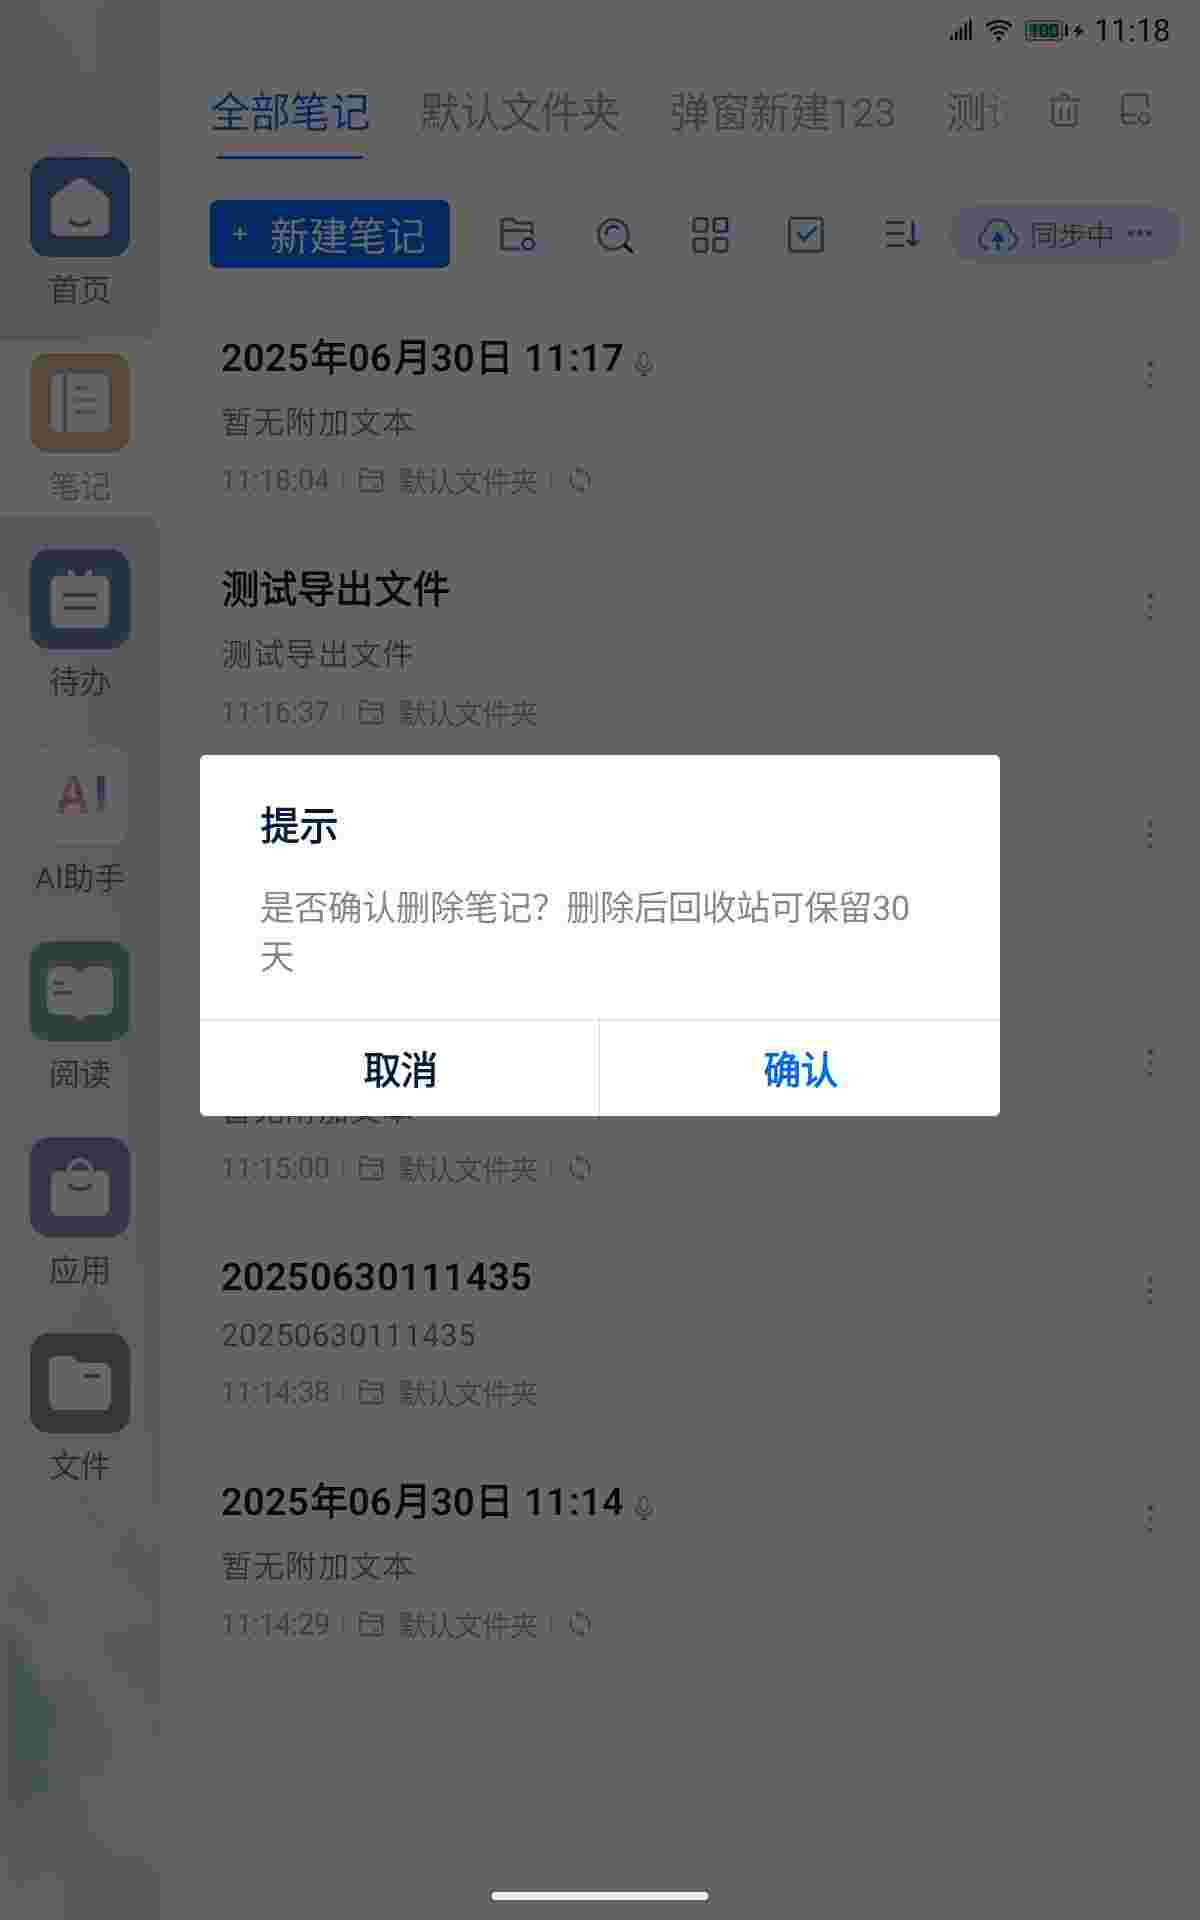 100 11:18
全部笔记 默认文件夹 弹窗新建123 测
+ 新建笔记 同步中 •••
首页
2025年06月30日 11:17
暂无附加文本
11:18:04 默认文件夹
笔记
测试导出文件
测试导出文件
11:16:37 默认文件夹
待办
AI
AI助手
提示
是否确认删除笔记？删除后回收站可保留30
天
取消 确认
阅读
暂无附加文本
11:15:00 默认文件夹
应用
20250630111435
20250630111435
11:14:38 默认文件夹
文件
2025年06月30日 11:14
暂无附加文本
11:14:29 默认文件夹